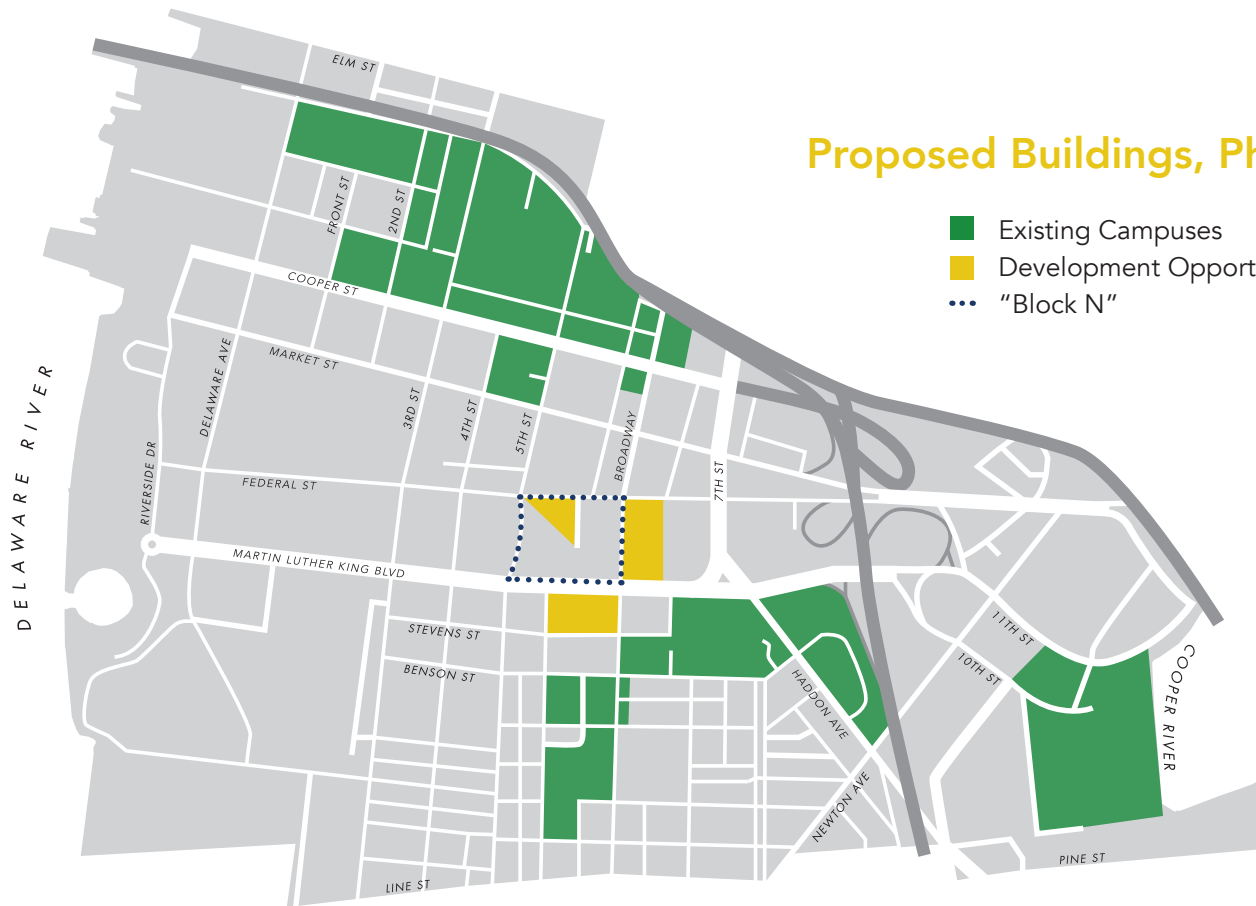 ELM ST
Proposed Buildings, Ph
Existing Campuses
Development Opport
“Block N”
FRONT ST
2ND ST
COOPER ST
MARKET ST
DELAWARE AVE
DELAWARE RIVER
3RD ST
4TH ST
5TH ST
BROADWAY
7TH ST
RIVERSIDE DR
FEDERAL ST
MARTIN LUTHER KING BLVD
STEVENS ST
BENSON ST
HADDON AVE
11TH ST
10TH ST
COOPER RIVER
NEWTON AVE
PINE ST
LINE ST